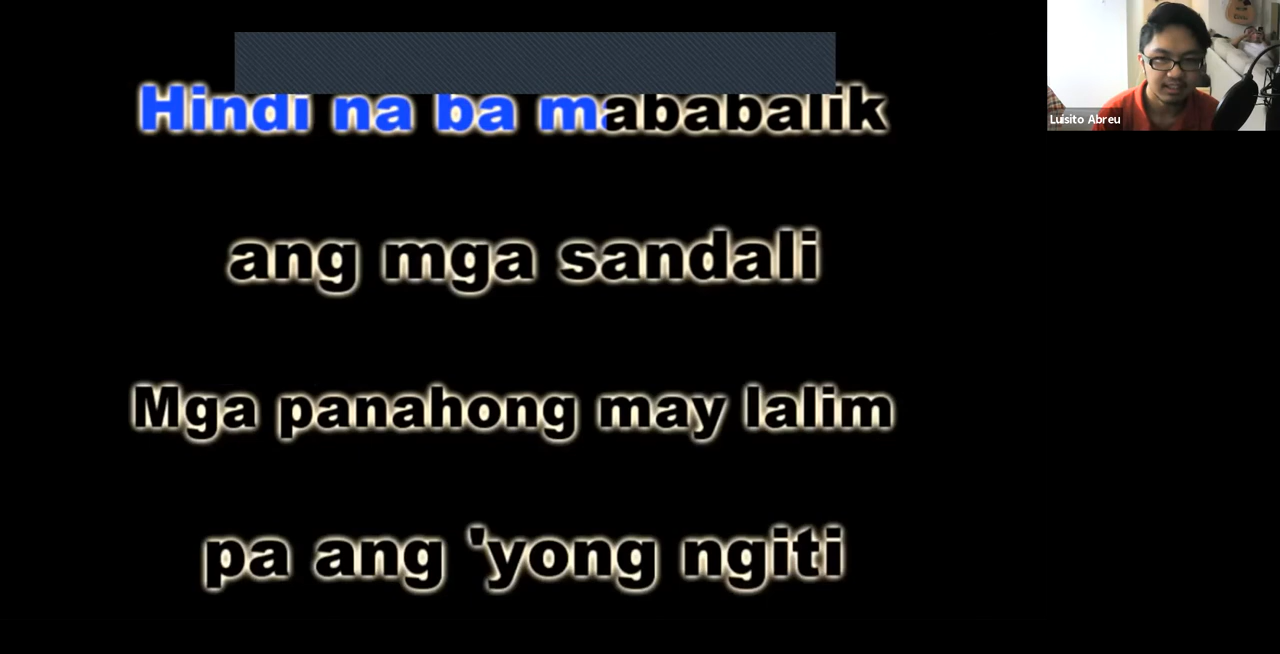 Hindi na ba mababalik
Luisito Abreu
ang mga sandali
Mga panahong may lalim
pa ang 'yong ngiti